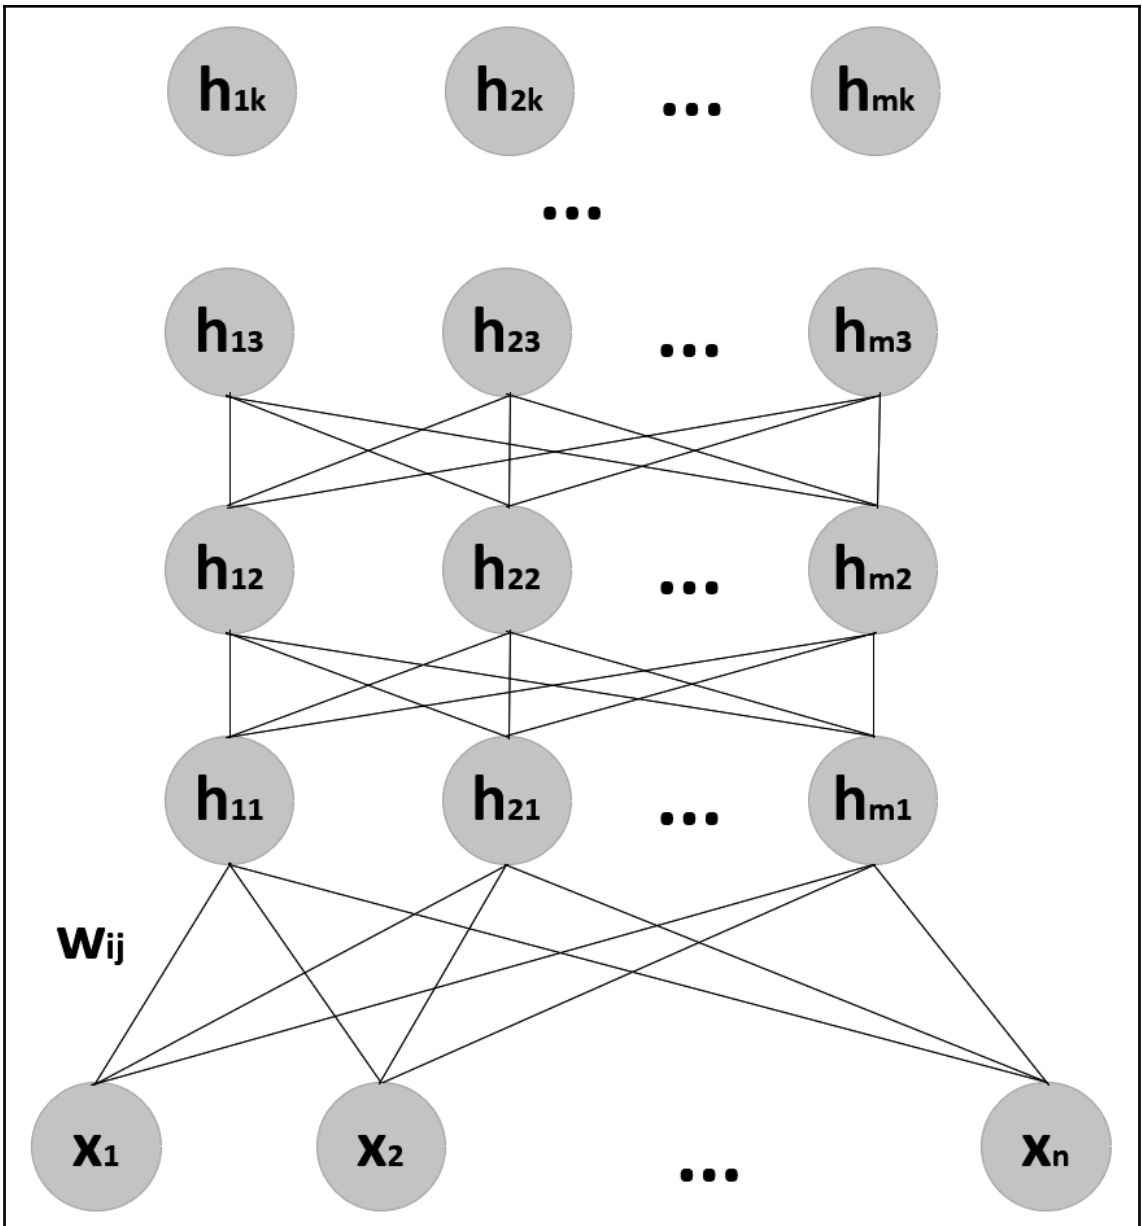 h1k h2k ... hmk
...
h13 h23 ... hm3
h12 h22 ... hm2
h11 h21 ... hm1
wij
x1 x2 ... xn